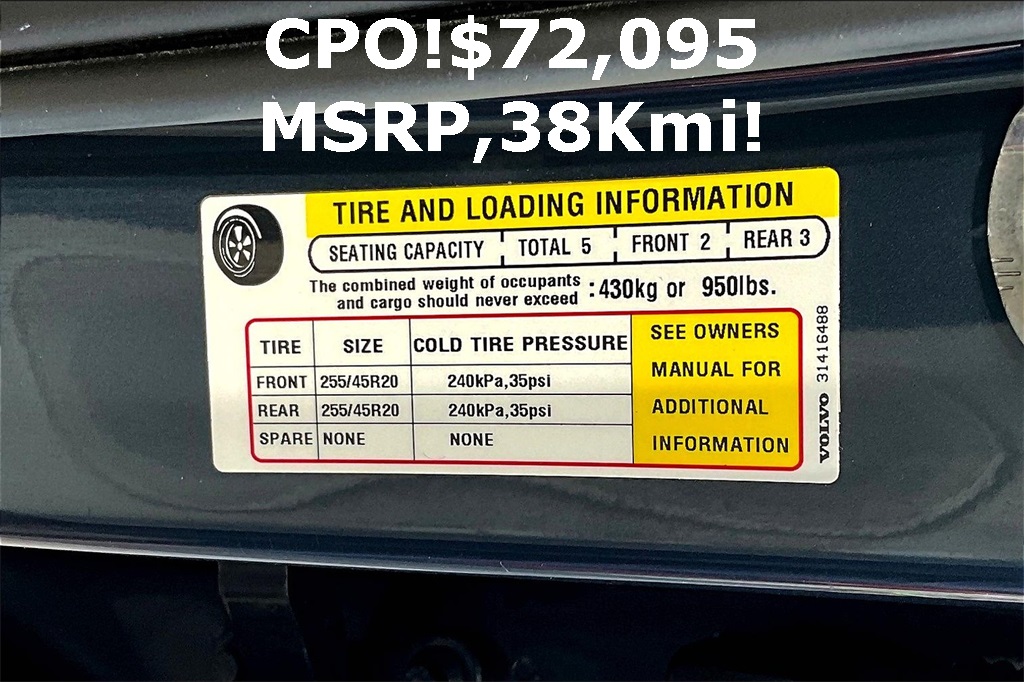 CPO!$72,095
MSRP,38Kmi!
TIRE AND LOADING INFORMATION
SEATING CAPACITY TOTAL 5 FRONT 2 REAR 3
The combined weight of occupants
and cargo should never exceed :430kg or 950lbs.
TIRE SIZE COLD TIRE PRESSURE
FRONT 255/45R20 240kPa,35psi
REAR 255/45R20 240kPa,35psi
SPARE NONE NONE
SEE OWNERS
MANUAL FOR
ADDITIONAL
INFORMATION
VOLVO 31416488